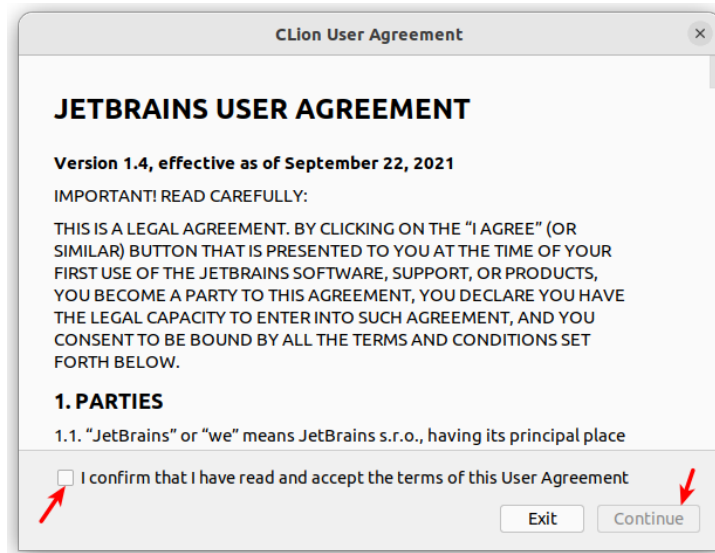 CLion User Agreement
JETBRAINS USER AGREEMENT
Version 1.4, effective as of September 22, 2021
IMPORTANT! READ CAREFULLY:
THIS IS A LEGAL AGREEMENT. BY CLICKING ON THE “I AGREE” (OR
SIMILAR) BUTTON THAT IS PRESENTED TO YOU AT THE TIME OF YOUR
FIRST USE OF THE JETBRAINS SOFTWARE, SUPPORT, OR PRODUCTS,
YOU BECOME A PARTY TO THIS AGREEMENT, YOU DECLARE YOU HAVE
THE LEGAL CAPACITY TO ENTER INTO SUCH AGREEMENT, AND YOU
CONSENT TO BE BOUND BY ALL THE TERMS AND CONDITIONS SET
FORTH BELOW.
1. PARTIES
1.1. “JetBrains” or “we” means JetBrains s.r.o., having its principal place
I confirm that I have read and accept the terms of this User Agreement
Exit Continue